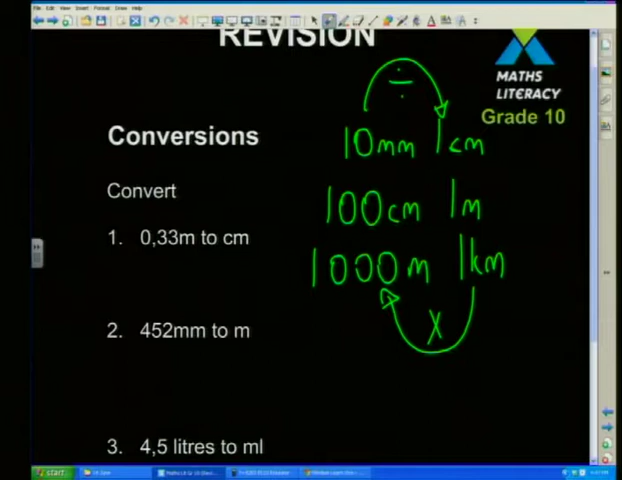 REVISION
MATHS
LITERACY
Grade 10
Conversions
10mm 1cm
Convert
100cm 1m
1. 0,33m to cm
1000m 1km
÷
X
2. 452mm to m
3. 4,5 litres to ml
start